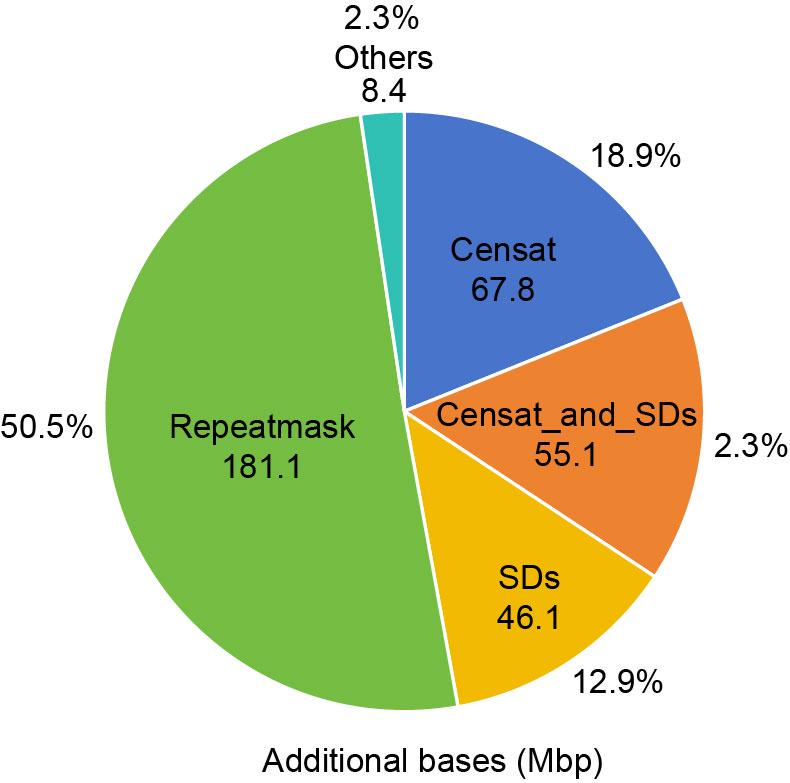 2.3%
Others
8.4
18.9%
Censat
67.8
Censat_and_SDs
55.1
2.3%
50.5%
Repeatmask
181.1
SDs
46.1
12.9%
Additional bases (Mbp)